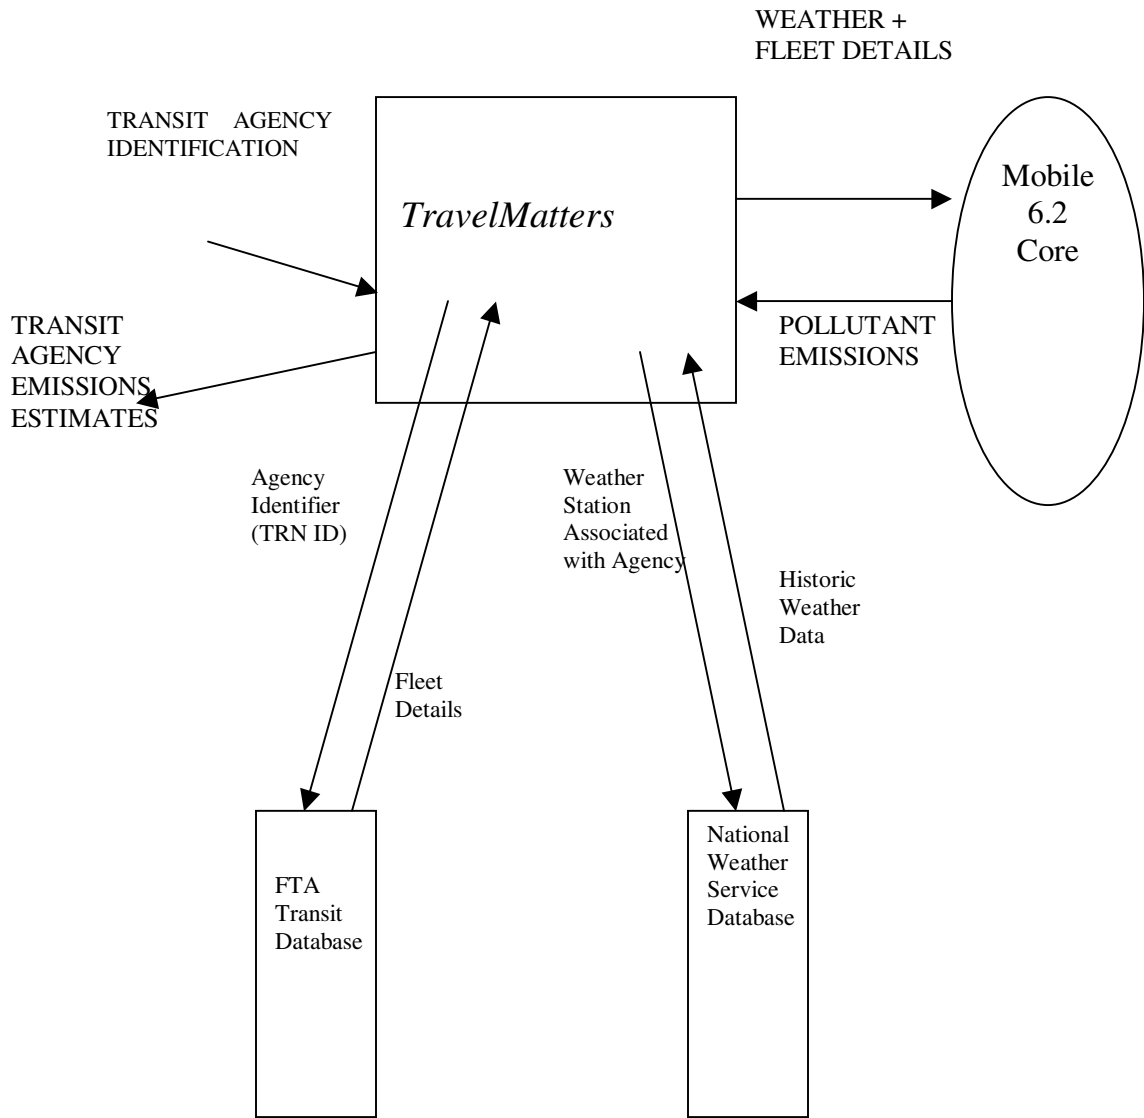 WEATHER +
FLEET DETAILS
TRANSIT AGENCY
IDENTIFICATION
TravelMatters
Mobile
6.2
Core
TRANSIT
AGENCY
EMISSIONS
ESTIMATES
POLLUTANT
EMISSIONS
Agency
Identifier
(TRN ID)
Weather
Station
Associated
with Agency
Historic
Weather
Data
Fleet
Details
FTA
Transit
Database
National
Weather
Service
Database